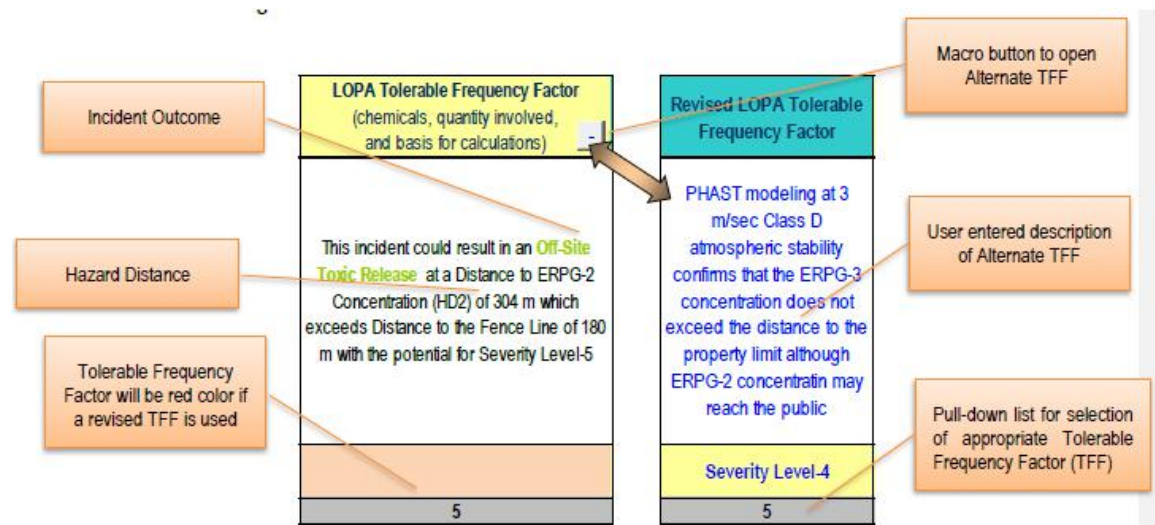 Macro button to open
Alternate TFF
Incident Outcome
LOPA Tolerable Frequency Factor
(chemicals, quantity involved,
and basis for calculations)
-
Revised LOPA Tolerable
Frequency Factor
This incident could result in an Off-Site
Toxic Release at a Distance to ERPG-2
Concentration (HD2) of 304 m which
exceeds Distance to the Fence Line of 180
m with the potential for Severity Level-5
PHAST modeling at 3
m/sec Class D
atmospheric stability
confirms that the ERPG-3
concentration does not
exceed the distance to the
property limit although
ERPG-2 concentratin may
reach the public
User entered description
of Alternate TFF
Hazard Distance
Tolerable Frequency
Factor will be red color if
a revised TFF is used
Pull-down list for selection
of appropriate Tolerable
Frequency Factor (TFF)
Severity Level-4
5
5